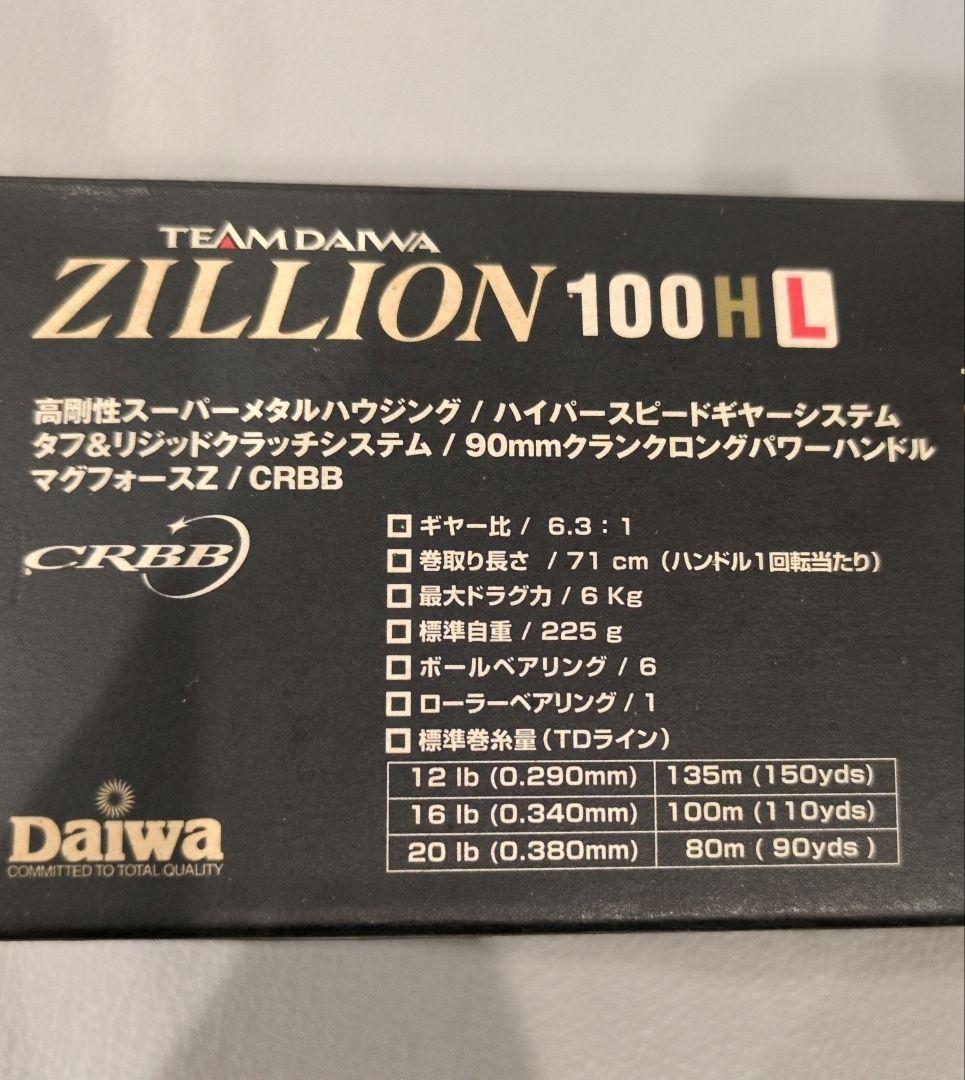 TEAM DAIWA
ZILLION 100HL
高剛性スーパーメタルハウジング / ハイパースピードギヤーシステム
タフ&リジッドクラッチシステム / 90mmクランクロングパワーハンドル
マグフォースZ / CRBB
CRBB
□ ギヤー比 / 6.3 : 1
□ 巻取り長さ / 71 cm (ハンドル1回転当たり)
□ 最大ドラグ力 / 6 Kg
□ 標準自重 / 225 g
□ ボールベアリング / 6
□ ローラーベアリング / 1
□ 標準巻糸量 (TDライン)
12 lb (0.290mm) 135m (150yds)
16 lb (0.340mm) 100m (110yds)
20 lb (0.380mm) 80m ( 90yds )
Daiwa
COMMITTED TO TOTAL QUALITY